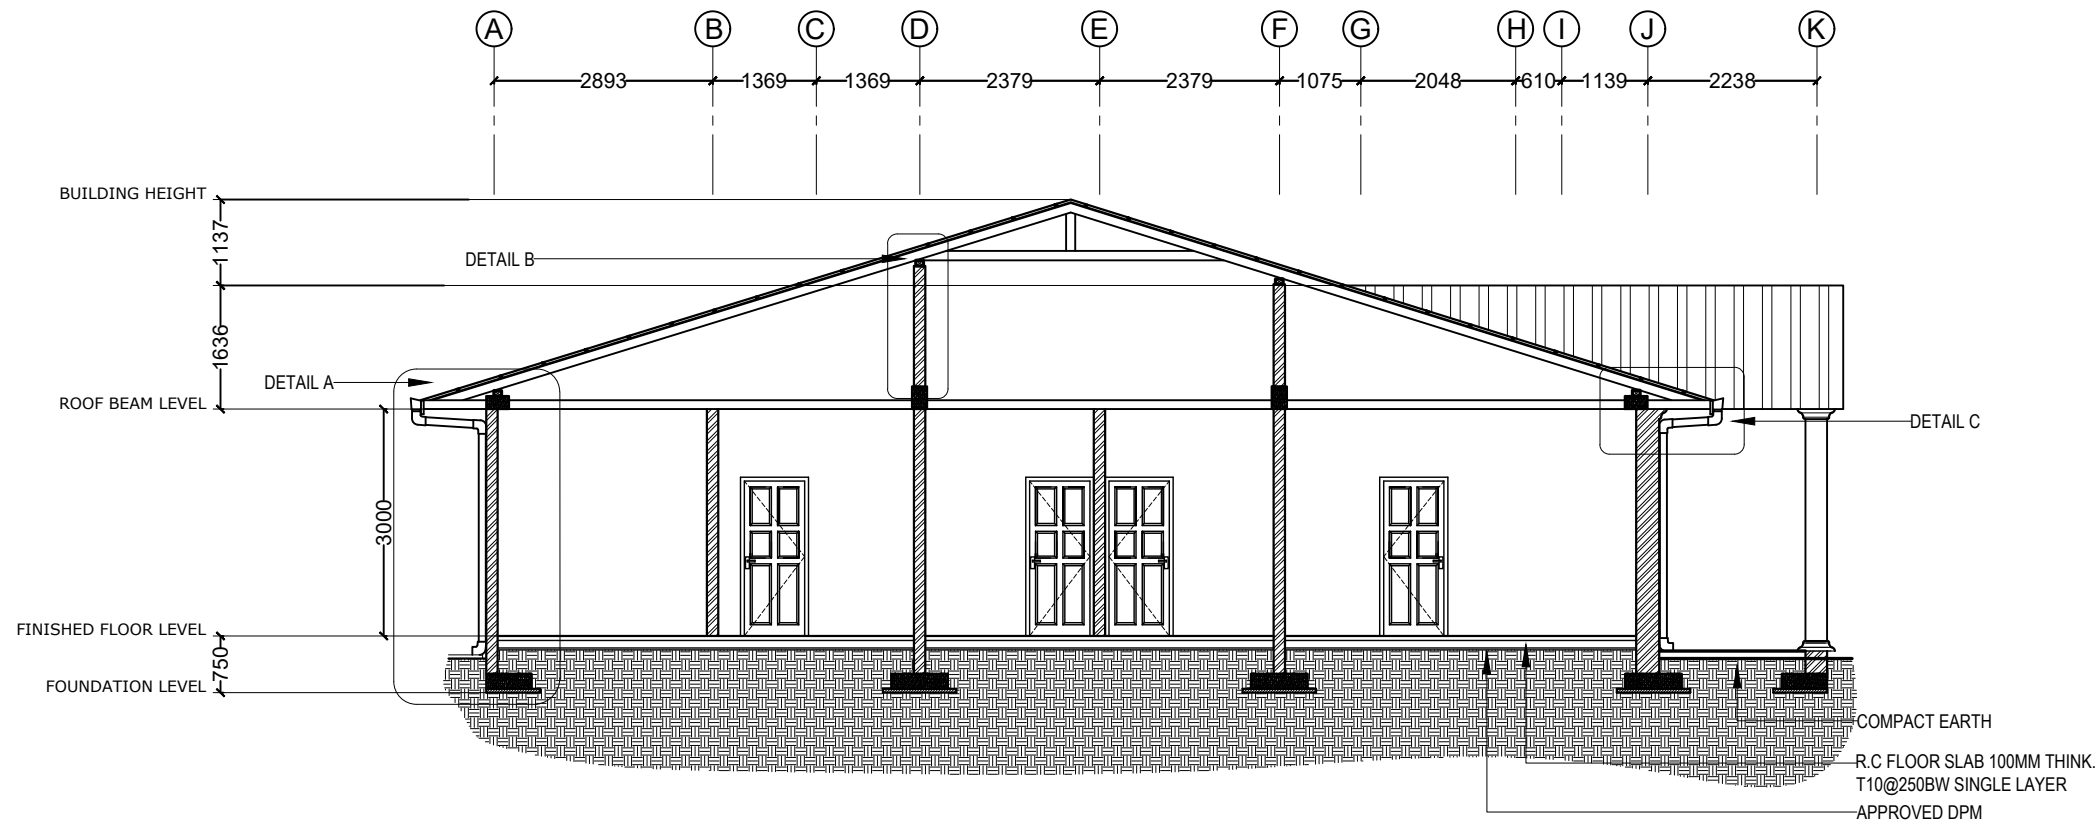 A B C D E F G H I J K
2893 1369 1369 2379 2379 1075 2048 610 1139 2238
BUILDING HEIGHT
1137
DETAIL B
1636
DETAIL A
ROOF BEAM LEVEL
DETAIL C
3000
FINISHED FLOOR LEVEL
750
FOUNDATION LEVEL
COMPACT EARTH
R.C FLOOR SLAB 100MM THINK.
T10@250BW SINGLE LAYER
APPROVED DPM